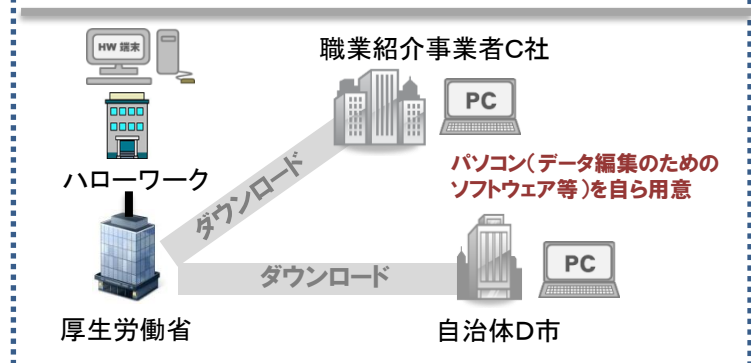 HW 端末
職業紹介事業者C社
PC
ハローワーク
ダウンロード
パソコン(データ編集のための
ソフトウェア等)を自ら用意
ダウンロード
PC
厚生労働省
自治体D市